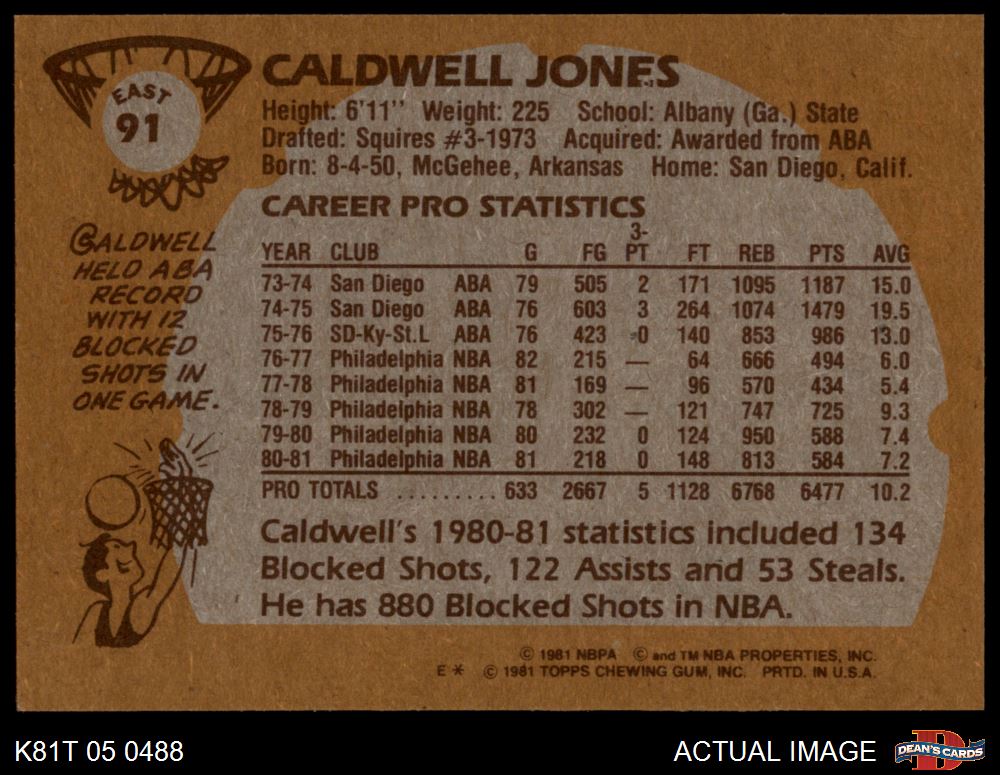 EAST
91
CALDWELL JONES
Height: 6'11'' Weight: 225 School: Albany (Ga.) State
Drafted: Squires #3-1973 Acquired: Awarded from ABA
Born: 8-4-50, McGehee, Arkansas Home: San Diego, Calif.
CALDWELL
HELD ABA
RECORD
WITH 12
BLOCKED
SHOTS IN
ONE GAME.
CAREER PRO STATISTICS
YEAR CLUB G FG 3-PT FT REB PTS AVG
73-74 San Diego ABA 79 505 2 171 1095 1187 15.0
74-75 San Diego ABA 76 603 3 264 1074 1479 19.5
75-76 SD-Ky-St.L ABA 76 423 0 140 853 986 13.0
76-77 Philadelphia NBA 82 215 — 64 666 494 6.0
77-78 Philadelphia NBA 81 169 — 96 570 434 5.4
78-79 Philadelphia NBA 78 302 — 121 747 725 9.3
79-80 Philadelphia NBA 80 232 0 124 950 588 7.4
80-81 Philadelphia NBA 81 218 0 148 813 584 7.2
PRO TOTALS ......... 633 2667 5 1128 6768 6477 10.2
Caldwell's 1980-81 statistics included 134
Blocked Shots, 122 Assists and 53 Steals.
He has 880 Blocked Shots in NBA.
© 1981 NBPA © and TM NBA PROPERTIES, INC.
E * © 1981 TOPPS CHEWING GUM, INC. PRTD. IN U.S.A.
K81T 05 0488
ACTUAL IMAGE
D
DEAN'S CARDS